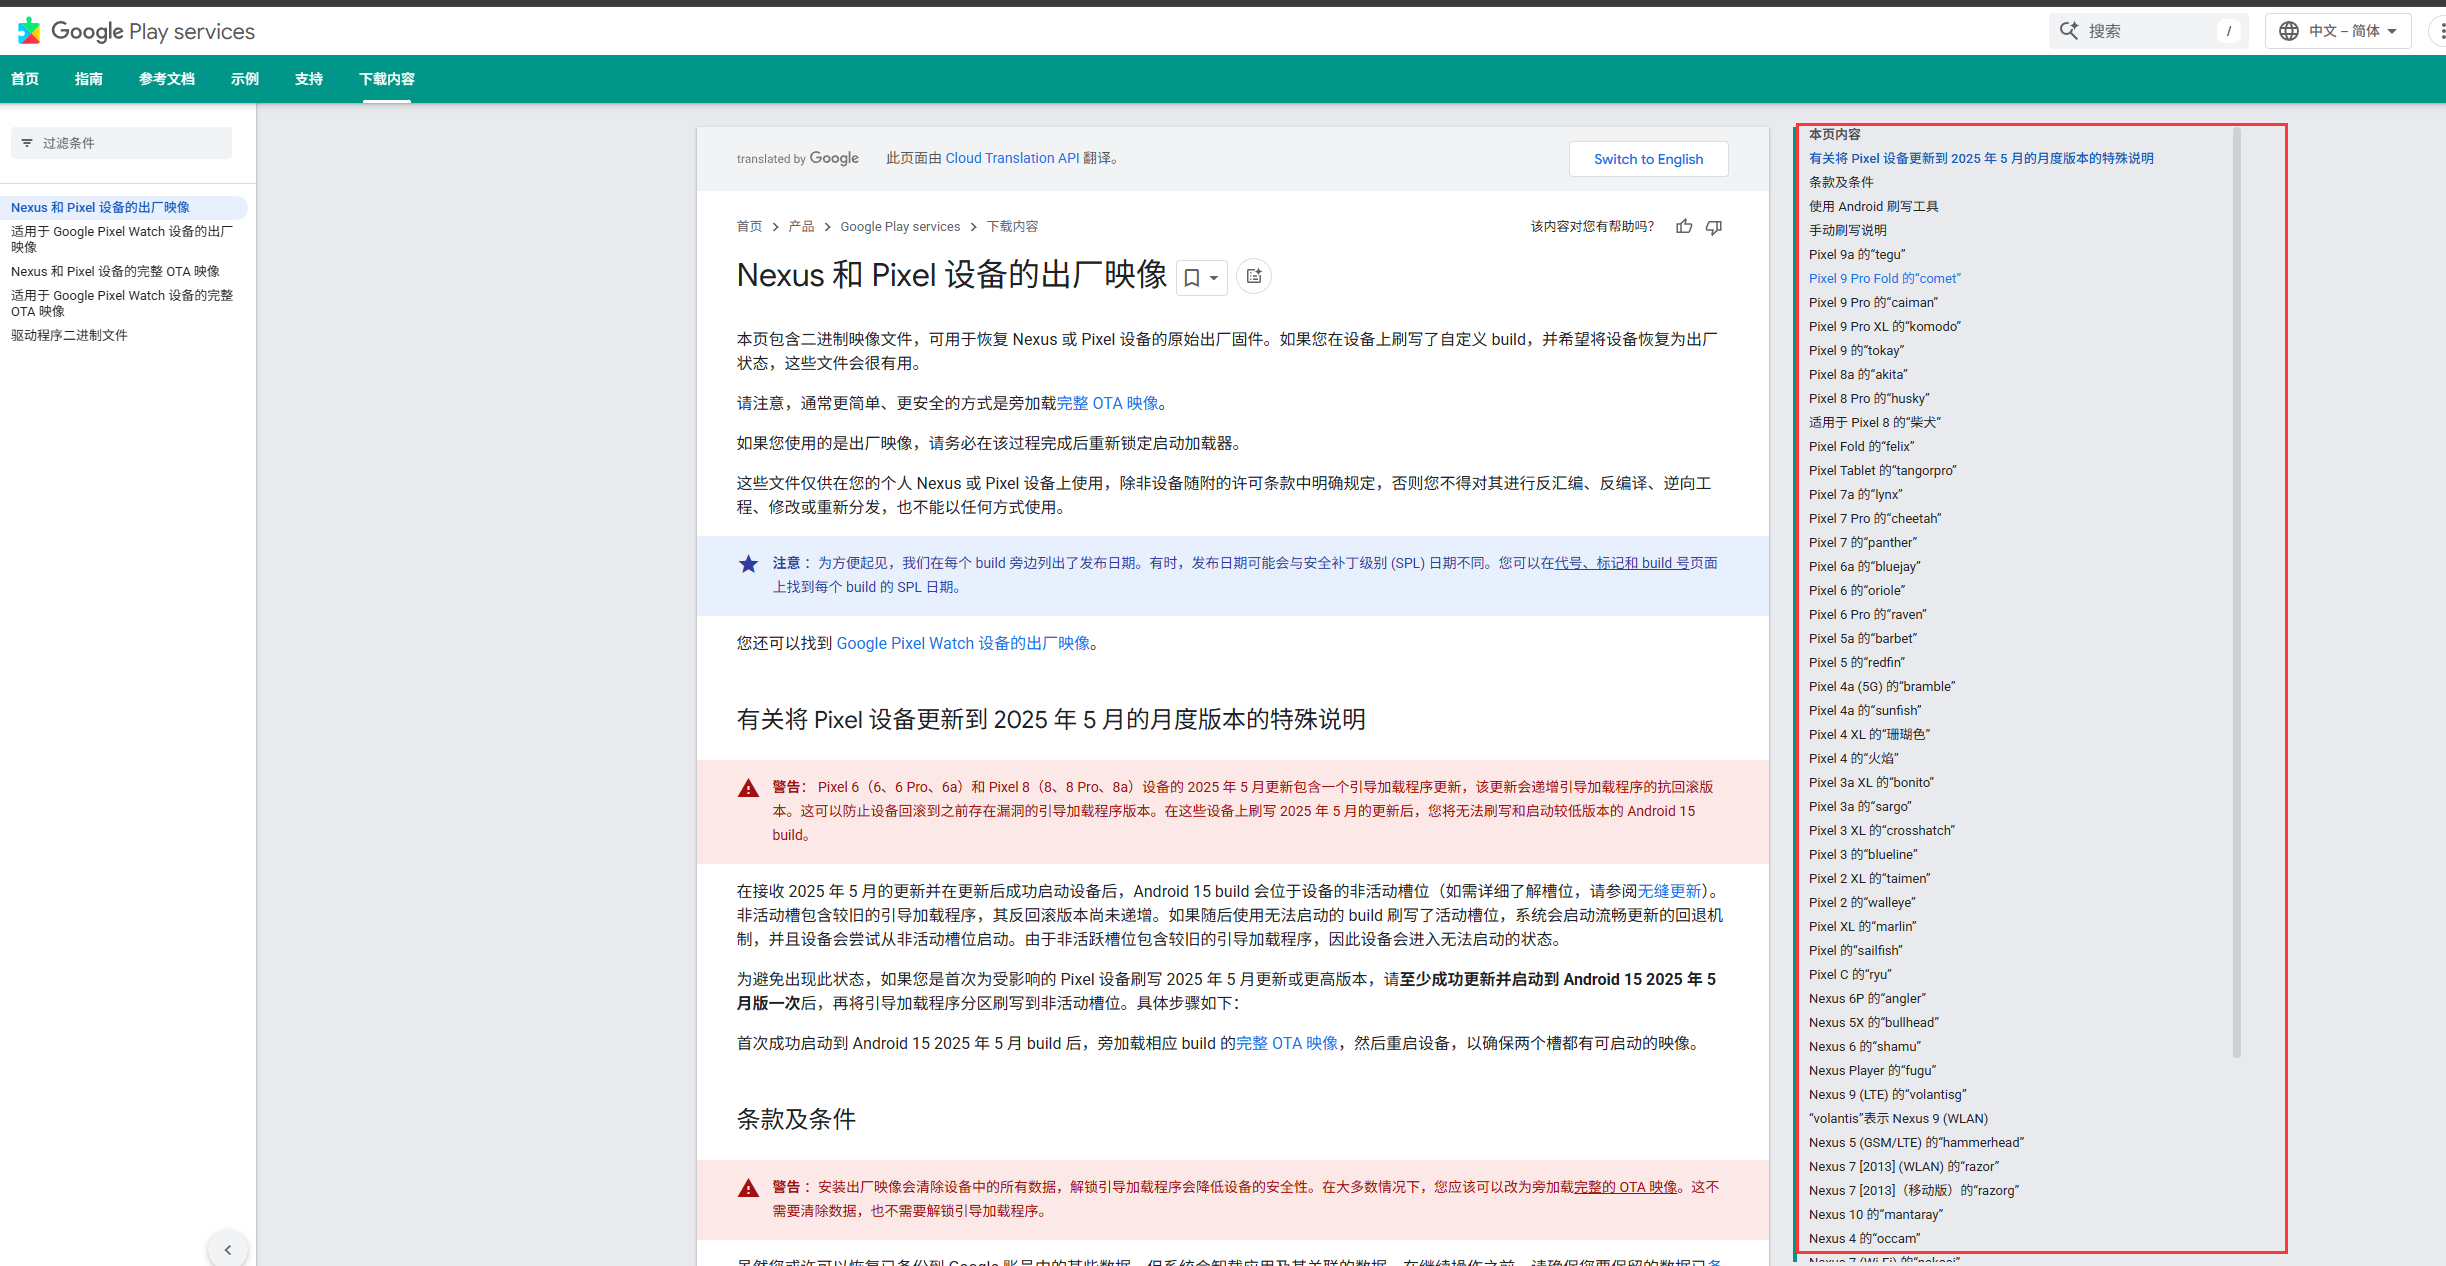 Google Play services
搜索
/
中文 – 简体
首页
指南
参考文档
示例
支持
下载内容
过滤条件
Nexus 和 Pixel 设备的出厂映像
适用于 Google Pixel Watch 设备的出厂
映像
Nexus 和 Pixel 设备的完整 OTA 映像
适用于 Google Pixel Watch 设备的完整
OTA 映像
驱动程序二进制文件
translated by Google
此页面由 Cloud Translation API 翻译。
Switch to English
首页 > 产品 > Google Play services > 下载内容
该内容对您有帮助吗？
Nexus 和 Pixel 设备的出厂映像
本页包含二进制映像文件，可用于恢复 Nexus 或 Pixel 设备的原始出厂固件。如果您在设备上刷写了自定义 build，并希望将设备恢复为出厂
状态，这些文件会很有用。
请注意，通常更简单、更安全的方式是旁加载完整 OTA 映像。
如果您使用的是出厂映像，请务必在该过程完成后重新锁定启动加载器。
这些文件仅供在您的个人 Nexus 或 Pixel 设备上使用，除非设备随附的许可条款中明确规定，否则您不得对其进行反汇编、反编译、逆向工
程、修改或重新分发，也不能以任何方式使用。
注意： 为方便起见，我们在每个 build 旁边列出了发布日期。有时，发布日期可能会与安全补丁级别 (SPL) 日期不同。您可以在代号、标记和 build 号页面
上找到每个 build 的 SPL 日期。
您还可以找到 Google Pixel Watch 设备的出厂映像。
有关将 Pixel 设备更新到 2025 年 5 月的月度版本的特殊说明
警告： Pixel 6（6、6 Pro、6a）和 Pixel 8（8、8 Pro、8a）设备的 2025 年 5 月更新包含一个引导加载程序更新，该更新会递增引导加载程序的抗回滚版
本。这可以防止设备回滚到之前存在漏洞的引导加载程序版本。在这些设备上刷写 2025 年 5 月的更新后，您将无法刷写和启动较低版本的 Android 15
build。
在接收 2025 年 5 月的更新并在更新后成功启动设备后，Android 15 build 会位于设备的非活动槽位（如需详细了解槽位，请参阅无缝更新）。
非活动槽包含较旧的引导加载程序，其反回滚版本尚未递增。如果随后使用无法启动的 build 刷写了活动槽位，系统会启动流畅更新的回退机
制，并且设备会尝试从非活动槽位启动。由于非活跃槽位包含较旧的引导加载程序，因此设备会进入无法启动的状态。
为避免出现此状态，如果您是首次为受影响的 Pixel 设备刷写 2025 年 5 月更新或更高版本，请至少成功更新并启动到 Android 15 2025 年 5
月版一次后，再将引导加载程序分区刷写到非活动槽位。具体步骤如下：
首次成功启动到 Android 15 2025 年 5 月 build 后，旁加载相应 build 的完整 OTA 映像，然后重启设备，以确保两个槽都有可启动的映像。
条款及条件
警告： 安装出厂映像会清除设备中的所有数据，解锁引导加载程序会降低设备的安全性。在大多数情况下，您应该可以改为旁加载完整的 OTA 映像。这不
需要清除数据，也不需要解锁引导加载程序。
本页内容
有关将 Pixel 设备更新到 2025 年 5 月的月度版本的特殊说明
条款及条件
使用 Android 刷写工具
手动刷写说明
Pixel 9a 的“tegu”
Pixel 9 Pro Fold 的“comet”
Pixel 9 Pro 的“caiman”
Pixel 9 Pro XL 的“komodo”
Pixel 9 的“tokay”
Pixel 8a 的“akita”
Pixel 8 Pro 的“husky”
适用于 Pixel 8 的“柴犬”
Pixel Fold 的“felix”
Pixel Tablet 的“tangorpro”
Pixel 7a 的“lynx”
Pixel 7 Pro 的“cheetah”
Pixel 7 的“panther”
Pixel 6a 的“bluejay”
Pixel 6 的“oriole”
Pixel 6 Pro 的“raven”
Pixel 5a 的“barbet”
Pixel 5 的“redfin”
Pixel 4a (5G) 的“bramble”
Pixel 4a 的“sunfish”
Pixel 4 XL 的“珊瑚色”
Pixel 4 的“火焰”
Pixel 3a XL 的“bonito”
Pixel 3a 的“sargo”
Pixel 3 XL 的“crosshatch”
Pixel 3 的“blueline”
Pixel 2 XL 的“taimen”
Pixel 2 的“walleye”
Pixel XL 的“marlin”
Pixel 的“sailfish”
Pixel C 的“ryu”
Nexus 6P 的“angler”
Nexus 5X 的“bullhead”
Nexus 6 的“shamu”
Nexus Player 的“fugu”
Nexus 9 (LTE) 的“volantisg”
“volantis”表示 Nexus 9 (WLAN)
Nexus 5 (GSM/LTE) 的“hammerhead”
Nexus 7 [2013] (WLAN) 的“razor”
Nexus 7 [2013]（移动版）的“razorg”
Nexus 10 的“mantaray”
Nexus 4 的“occam”